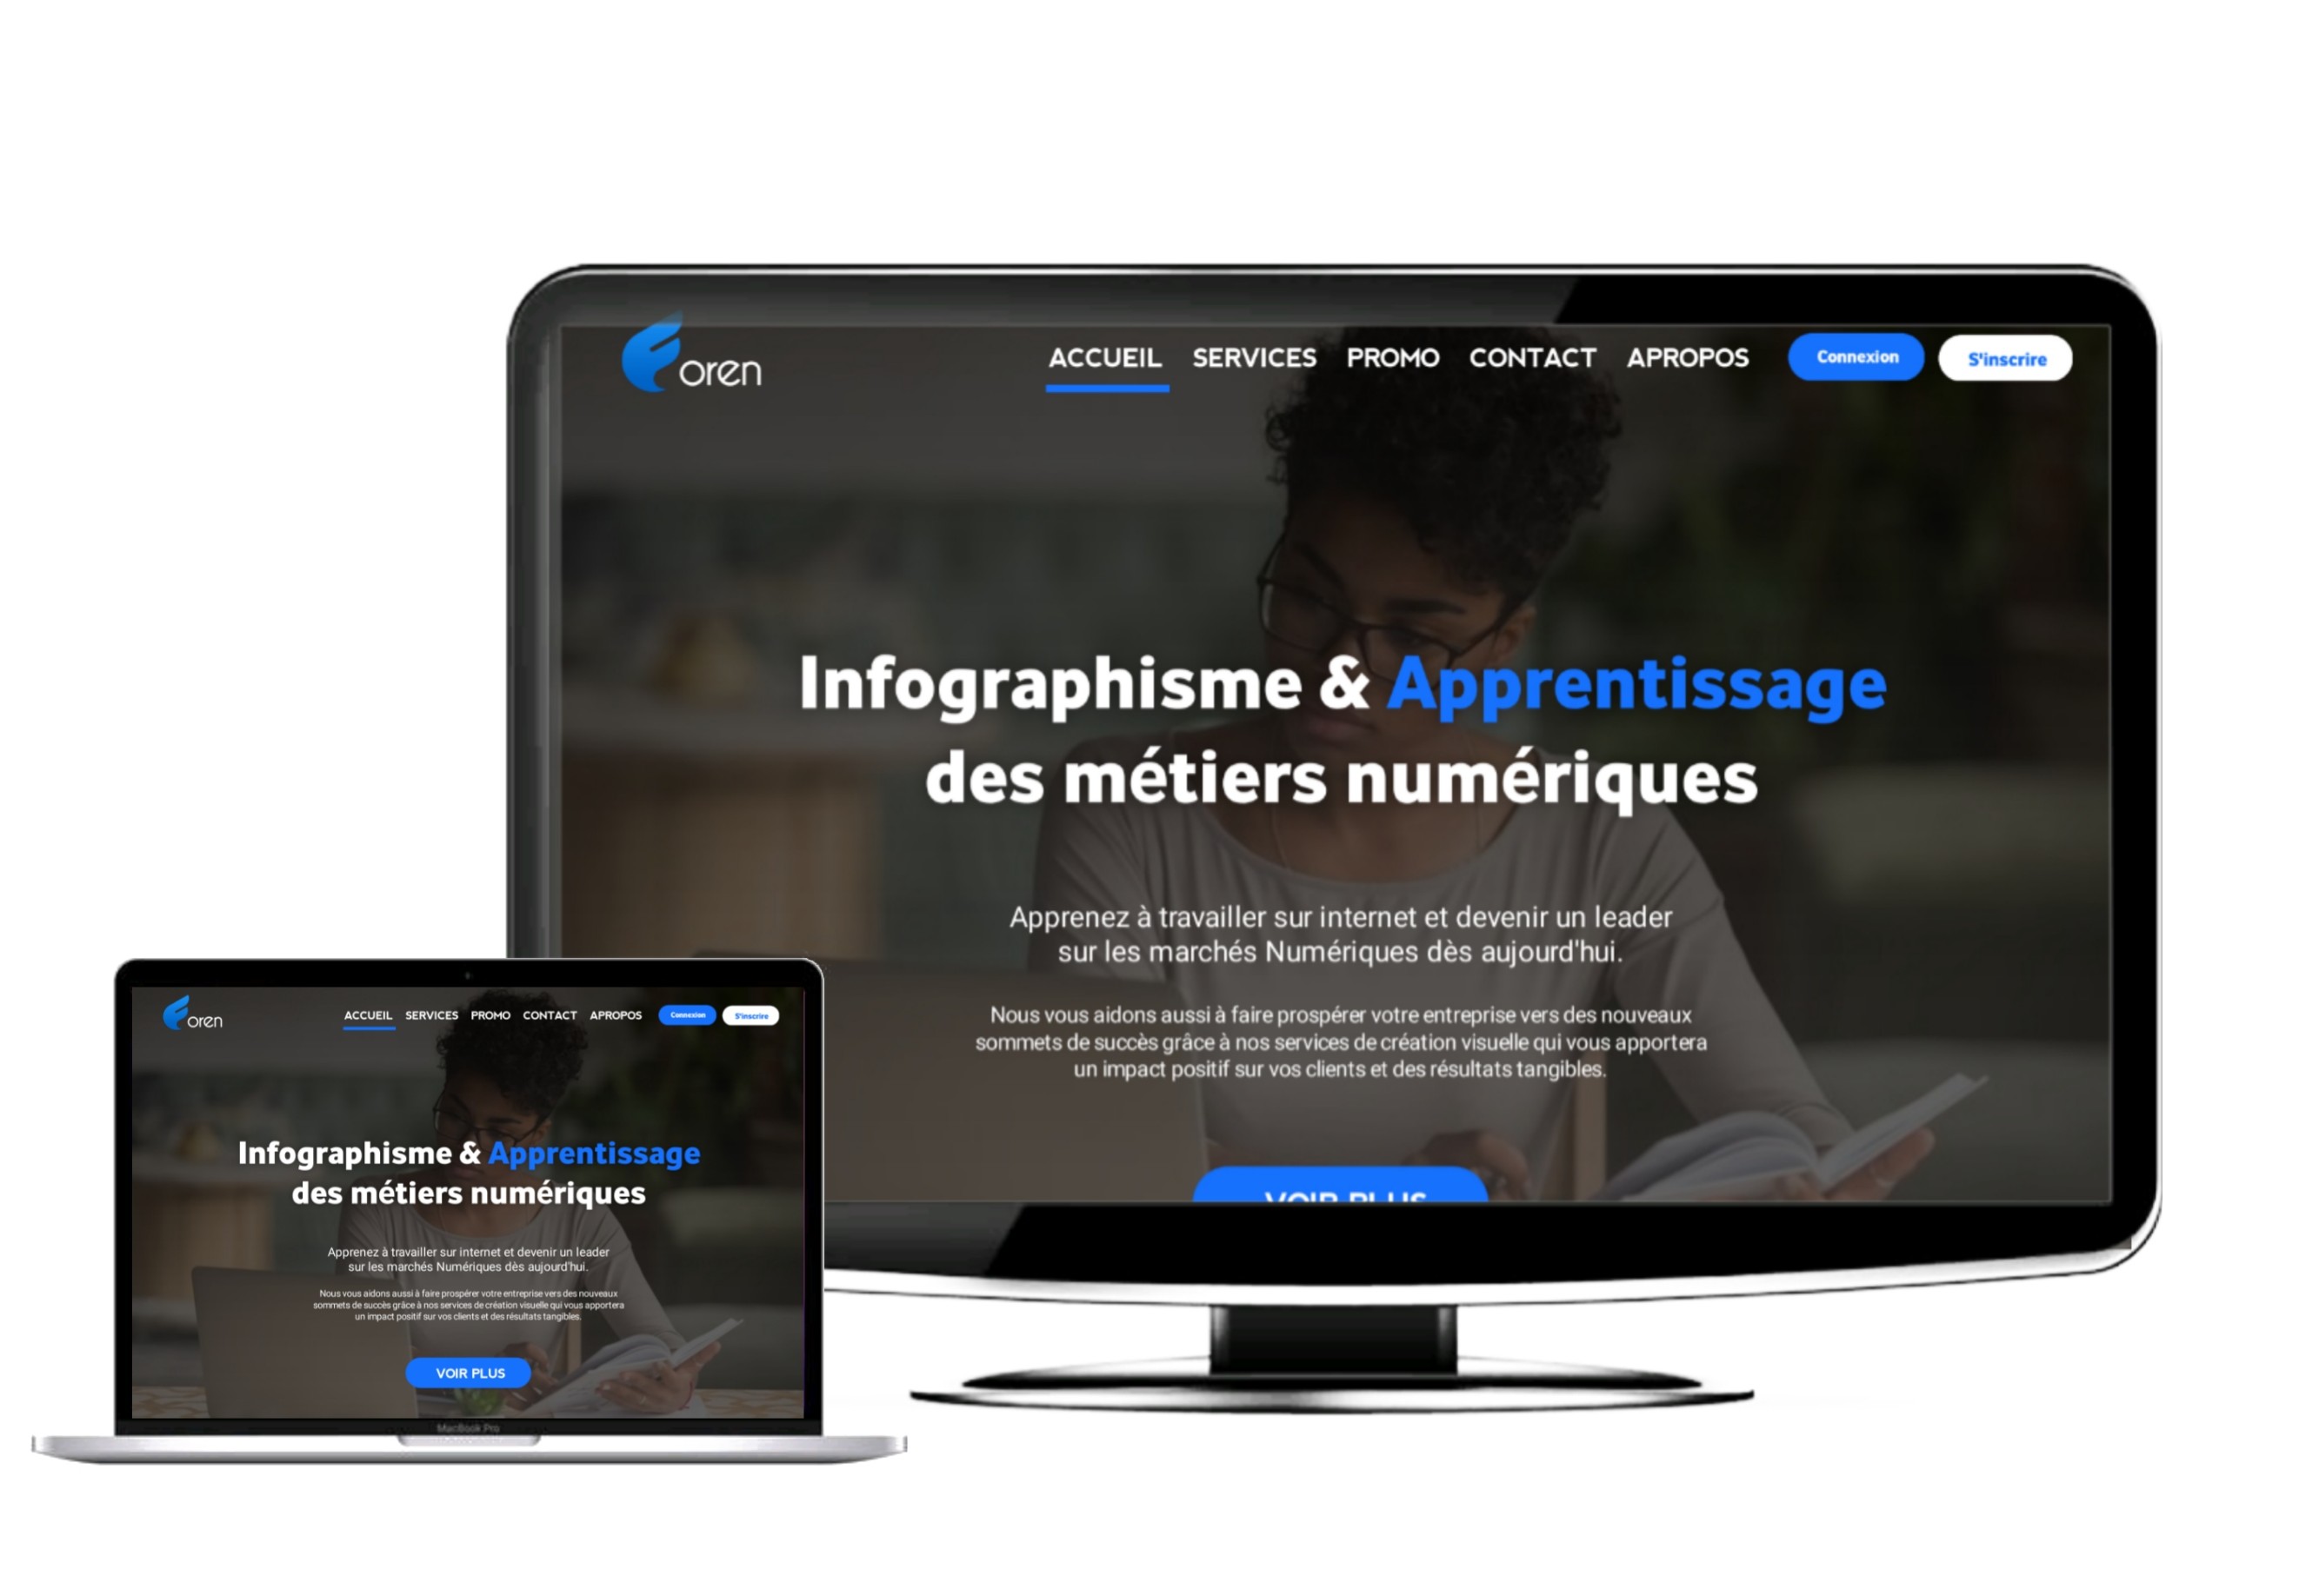 oren
ACCUEIL SERVICES PROMO CONTACT APROPOS Connexion S'inscrire
Infographisme & Apprentissage
des métiers numériques
Apprenez à travailler sur internet et devenir un leader
sur les marchés Numériques dès aujourd'hui.
Nous vous aidons aussi à faire prospérer votre entreprise vers des nouveaux
sommets de succès grâce à nos services de création visuelle qui vous apportera
un impact positif sur vos clients et des résultats tangibles.
VOIR PLUS
oren
ACCUEIL SERVICES PROMO CONTACT APROPOS Connexion S'inscrire
Infographisme & Apprentissage
des métiers numériques
Apprenez à travailler sur internet et devenir un leader
sur les marchés Numériques dès aujourd'hui.
Nous vous aidons aussi à faire prospérer votre entreprise vers des nouveaux
sommets de succès grâce à nos services de création visuelle qui vous apportera
un impact positif sur vos clients et des résultats tangibles.
VOIR PLUS
MacBook Pro